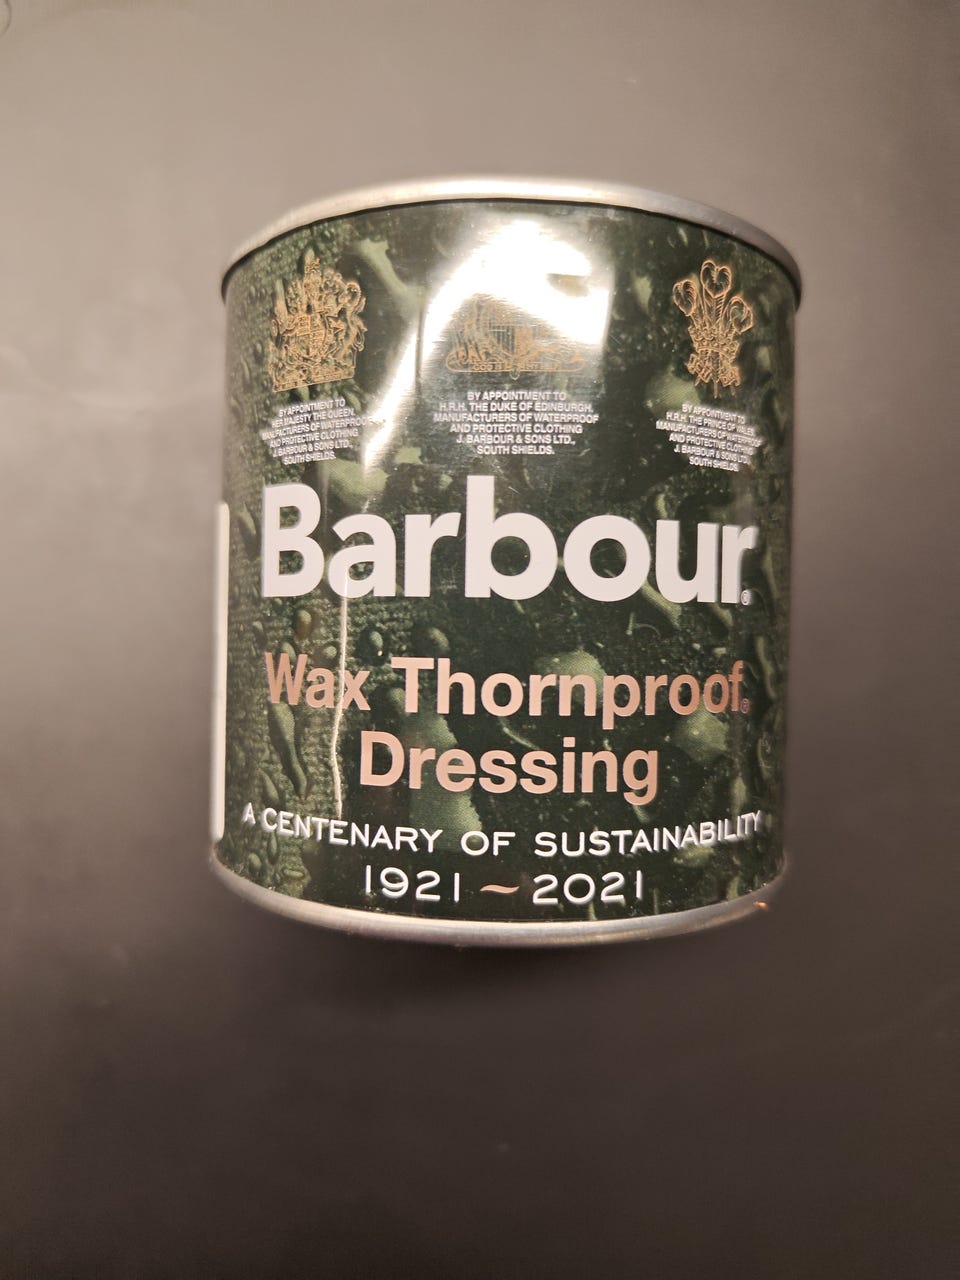 BY APPOINTMENT TO
HER MAJESTY THE QUEEN.
MANUFACTURERS OF WATERPROOF
AND PROTECTIVE CLOTHING
J. BARBOUR & SONS LTD.,
SOUTH SHIELDS.
BY APPOINTMENT TO
H.R.H. THE DUKE OF EDINBURGH,
MANUFACTURERS OF WATERPROOF
AND PROTECTIVE CLOTHING
J. BARBOUR & SONS LTD.,
SOUTH SHIELDS.
BY APPOINTMENT TO
H.R.H. THE PRINCE OF WALES,
MANUFACTURERS OF WATERPROOF
AND PROTECTIVE CLOTHING
J. BARBOUR & SONS LTD.,
SOUTH SHIELDS.
Barbour®
Wax Thornproof®
Dressing
A CENTENARY OF SUSTAINABILITY
1921 ~ 2021